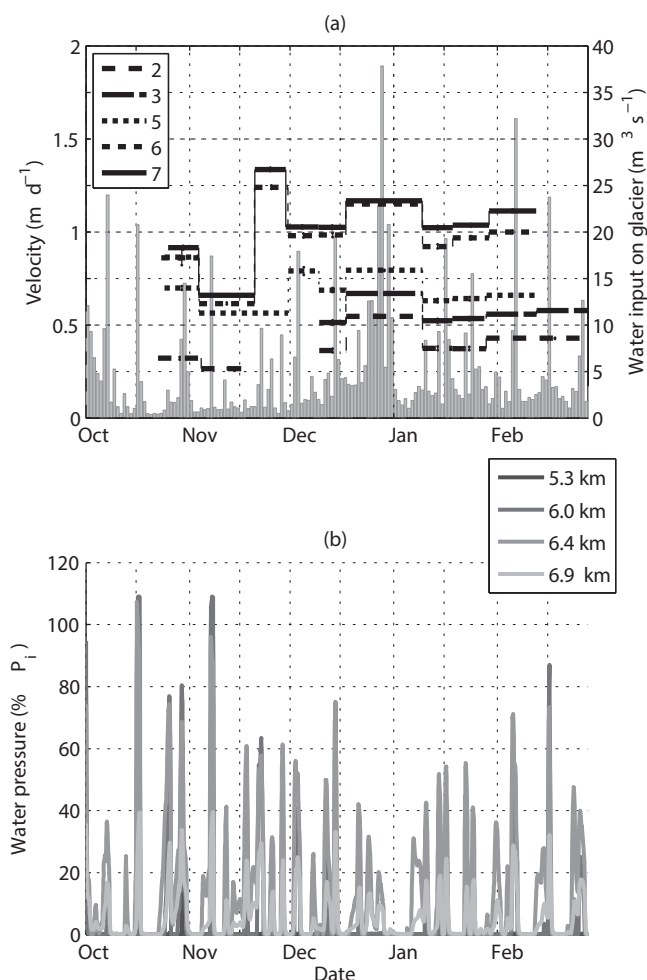 (a)
2
1.5
1
0.5
0
Velocity (m d⁻¹)
40
35
30
25
20
15
10
5
0
Water input on glacier (m³ s⁻¹)
2
3
5
6
7
Oct Nov Dec Jan Feb
5.3 km
6.0 km
6.4 km
6.9 km
(b)
120
100
80
60
40
20
0
Water pressure (% Pᵢ)
Oct Nov Dec Jan Feb
Date